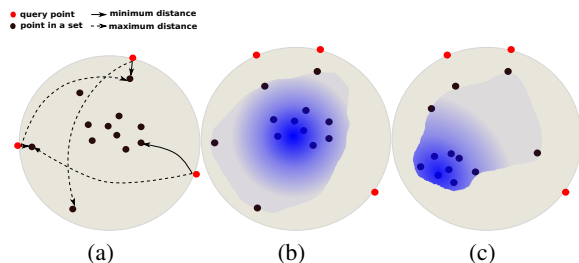 query point minimum distance
point in a set maximum distance
(a) (b) (c)